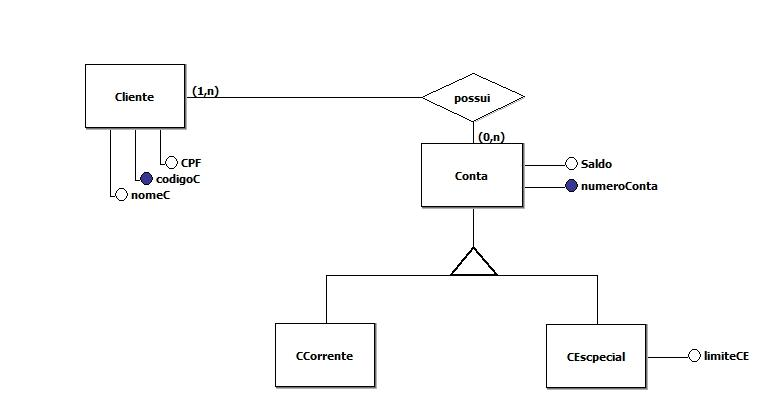 Cliente
(1,n)
possui
(0,n)
CPF
codigoC
nomeC
Conta
Saldo
numeroConta
CCorrente
CEscpecial
limiteCE